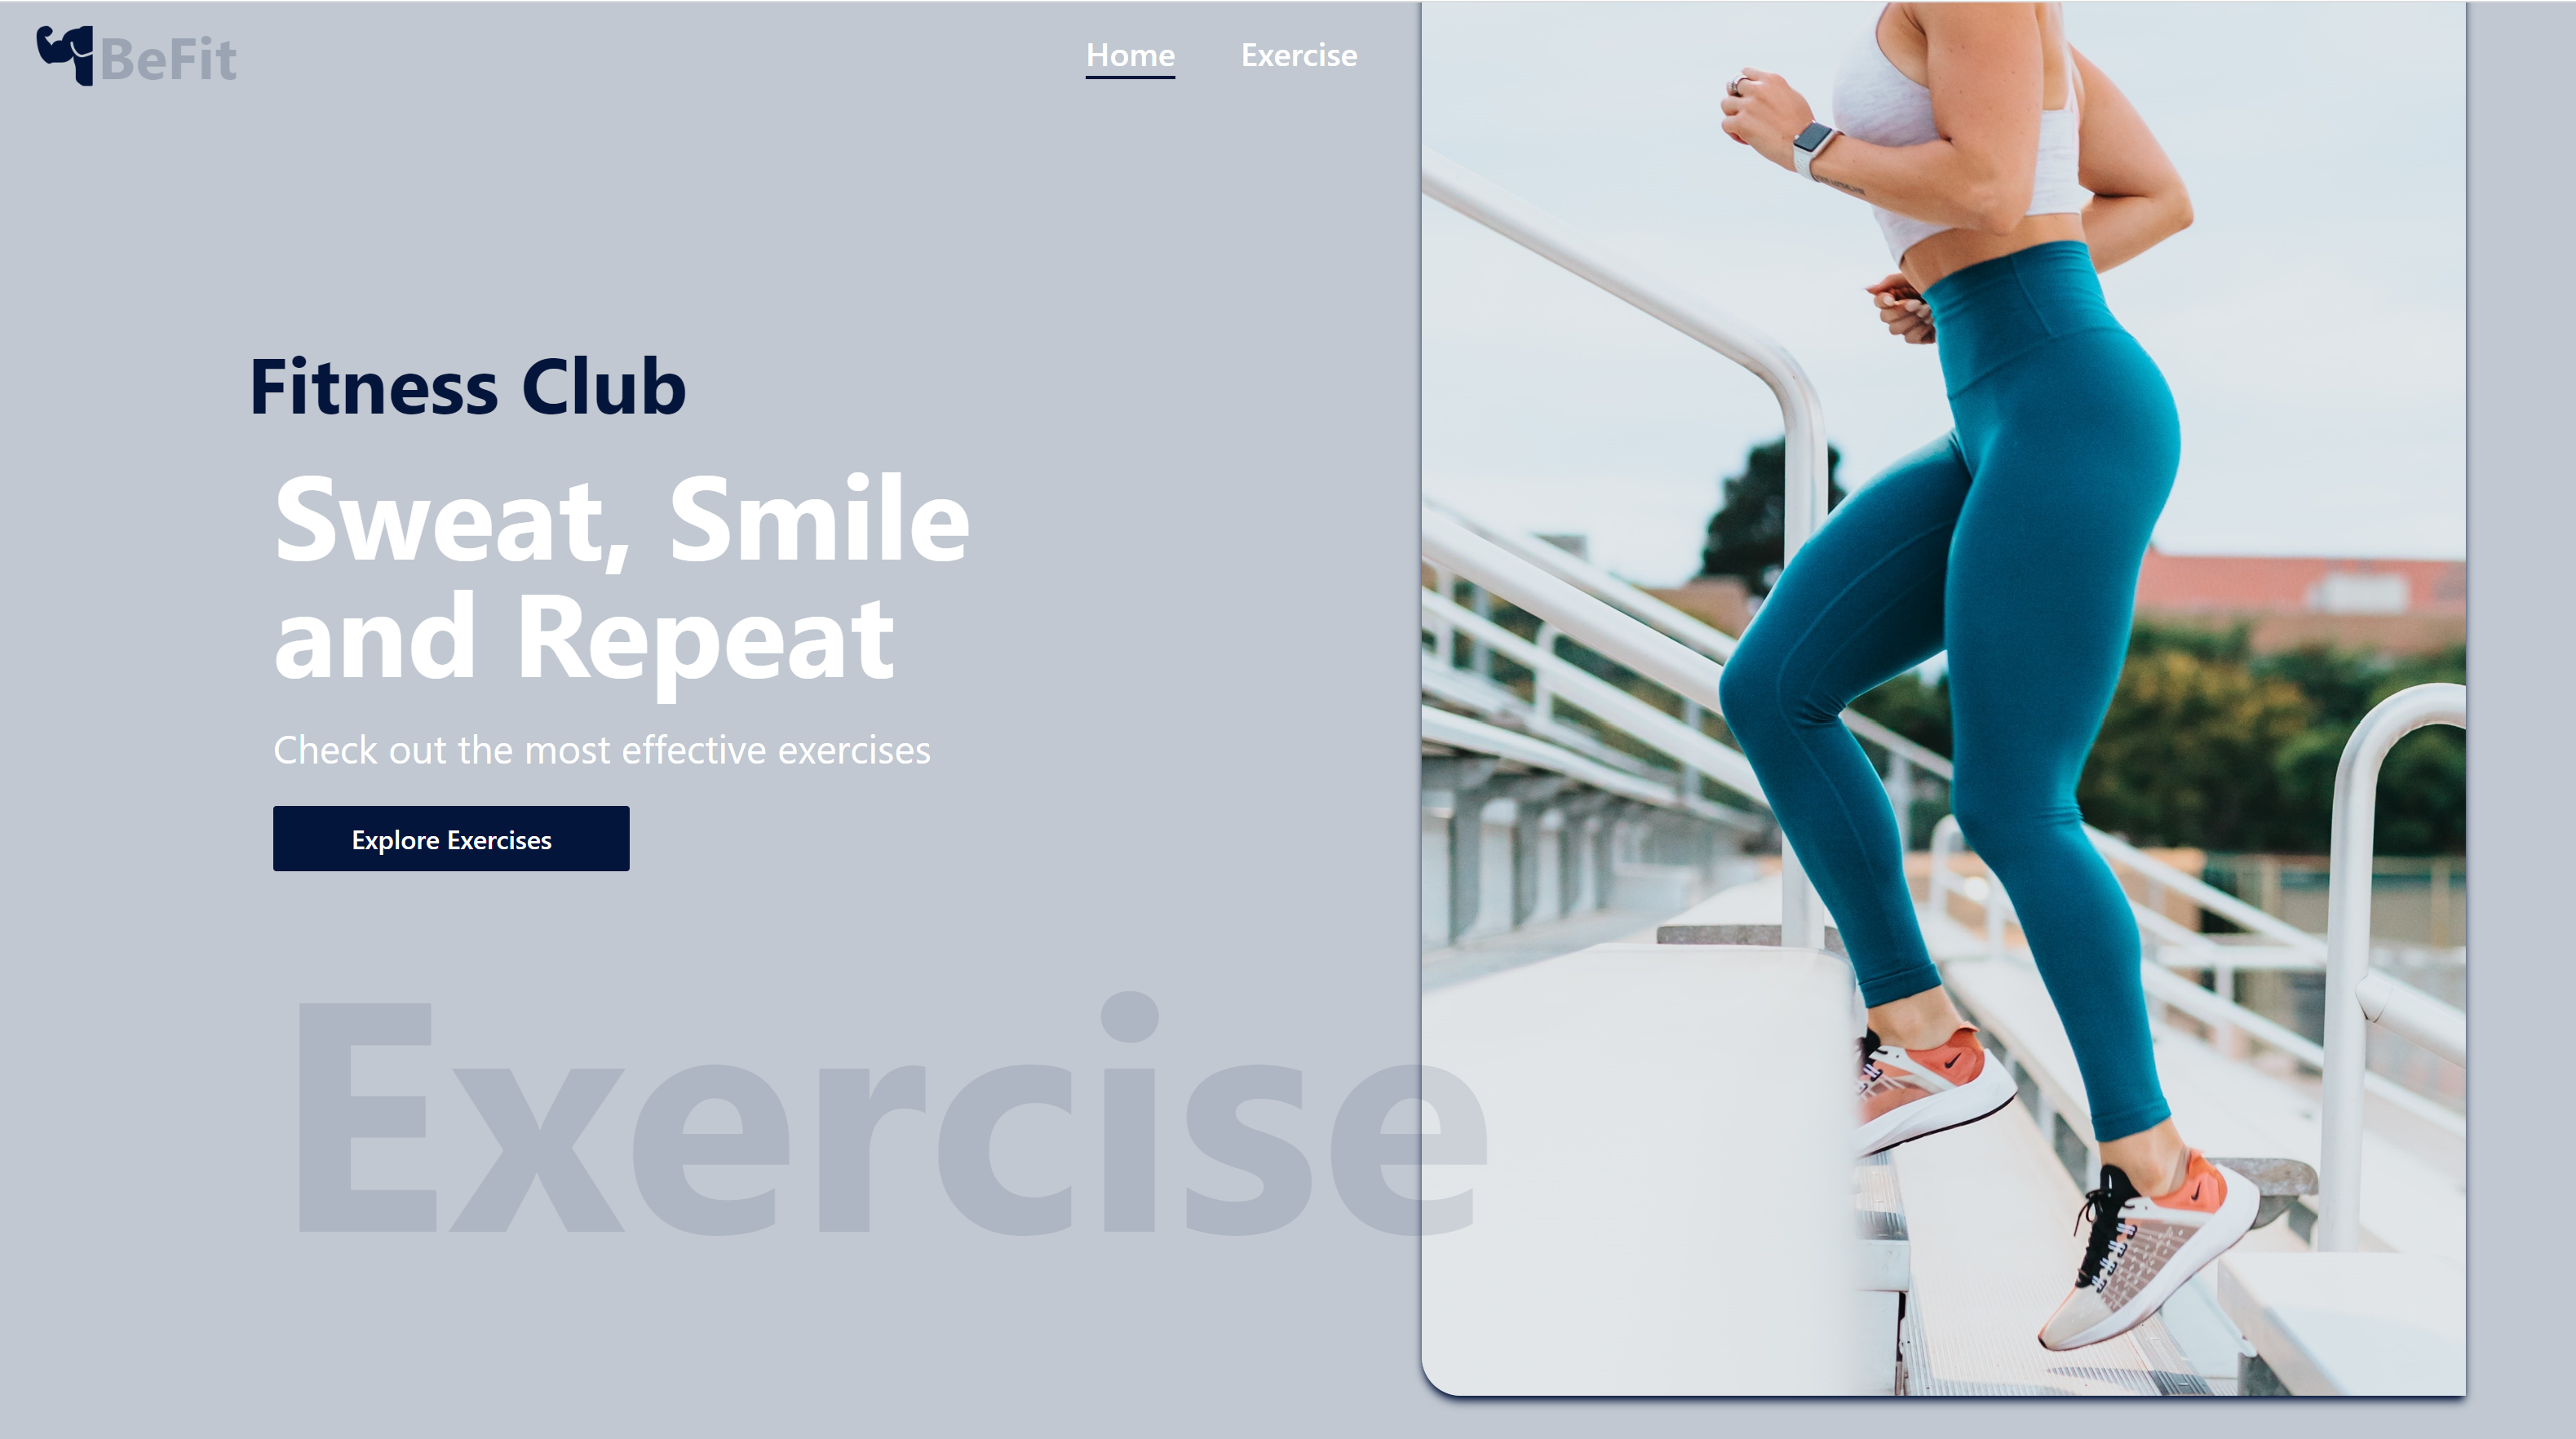 BeFit
Home
Exercise
Fitness Club
Sweat, Smile
and Repeat
Check out the most effective exercises
Explore Exercises
Exercise